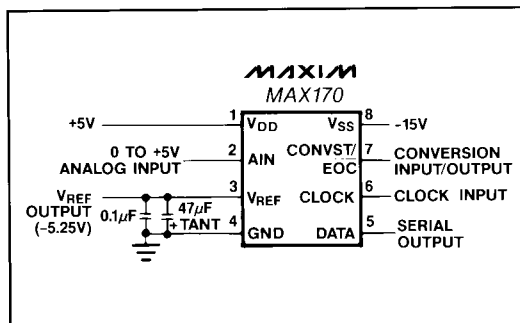 MAXIM
MAX170
+5V 1 VDD VSS 8 -15V
0 TO +5V
ANALOG INPUT 2 AIN CONVST/
EOC 7 CONVERSION
INPUT/OUTPUT
VREF
OUTPUT
(-5.25V) 0.1µF 47µF
+ TANT 3 VREF CLOCK 6 CLOCK INPUT
4 GND DATA 5 SERIAL
OUTPUT